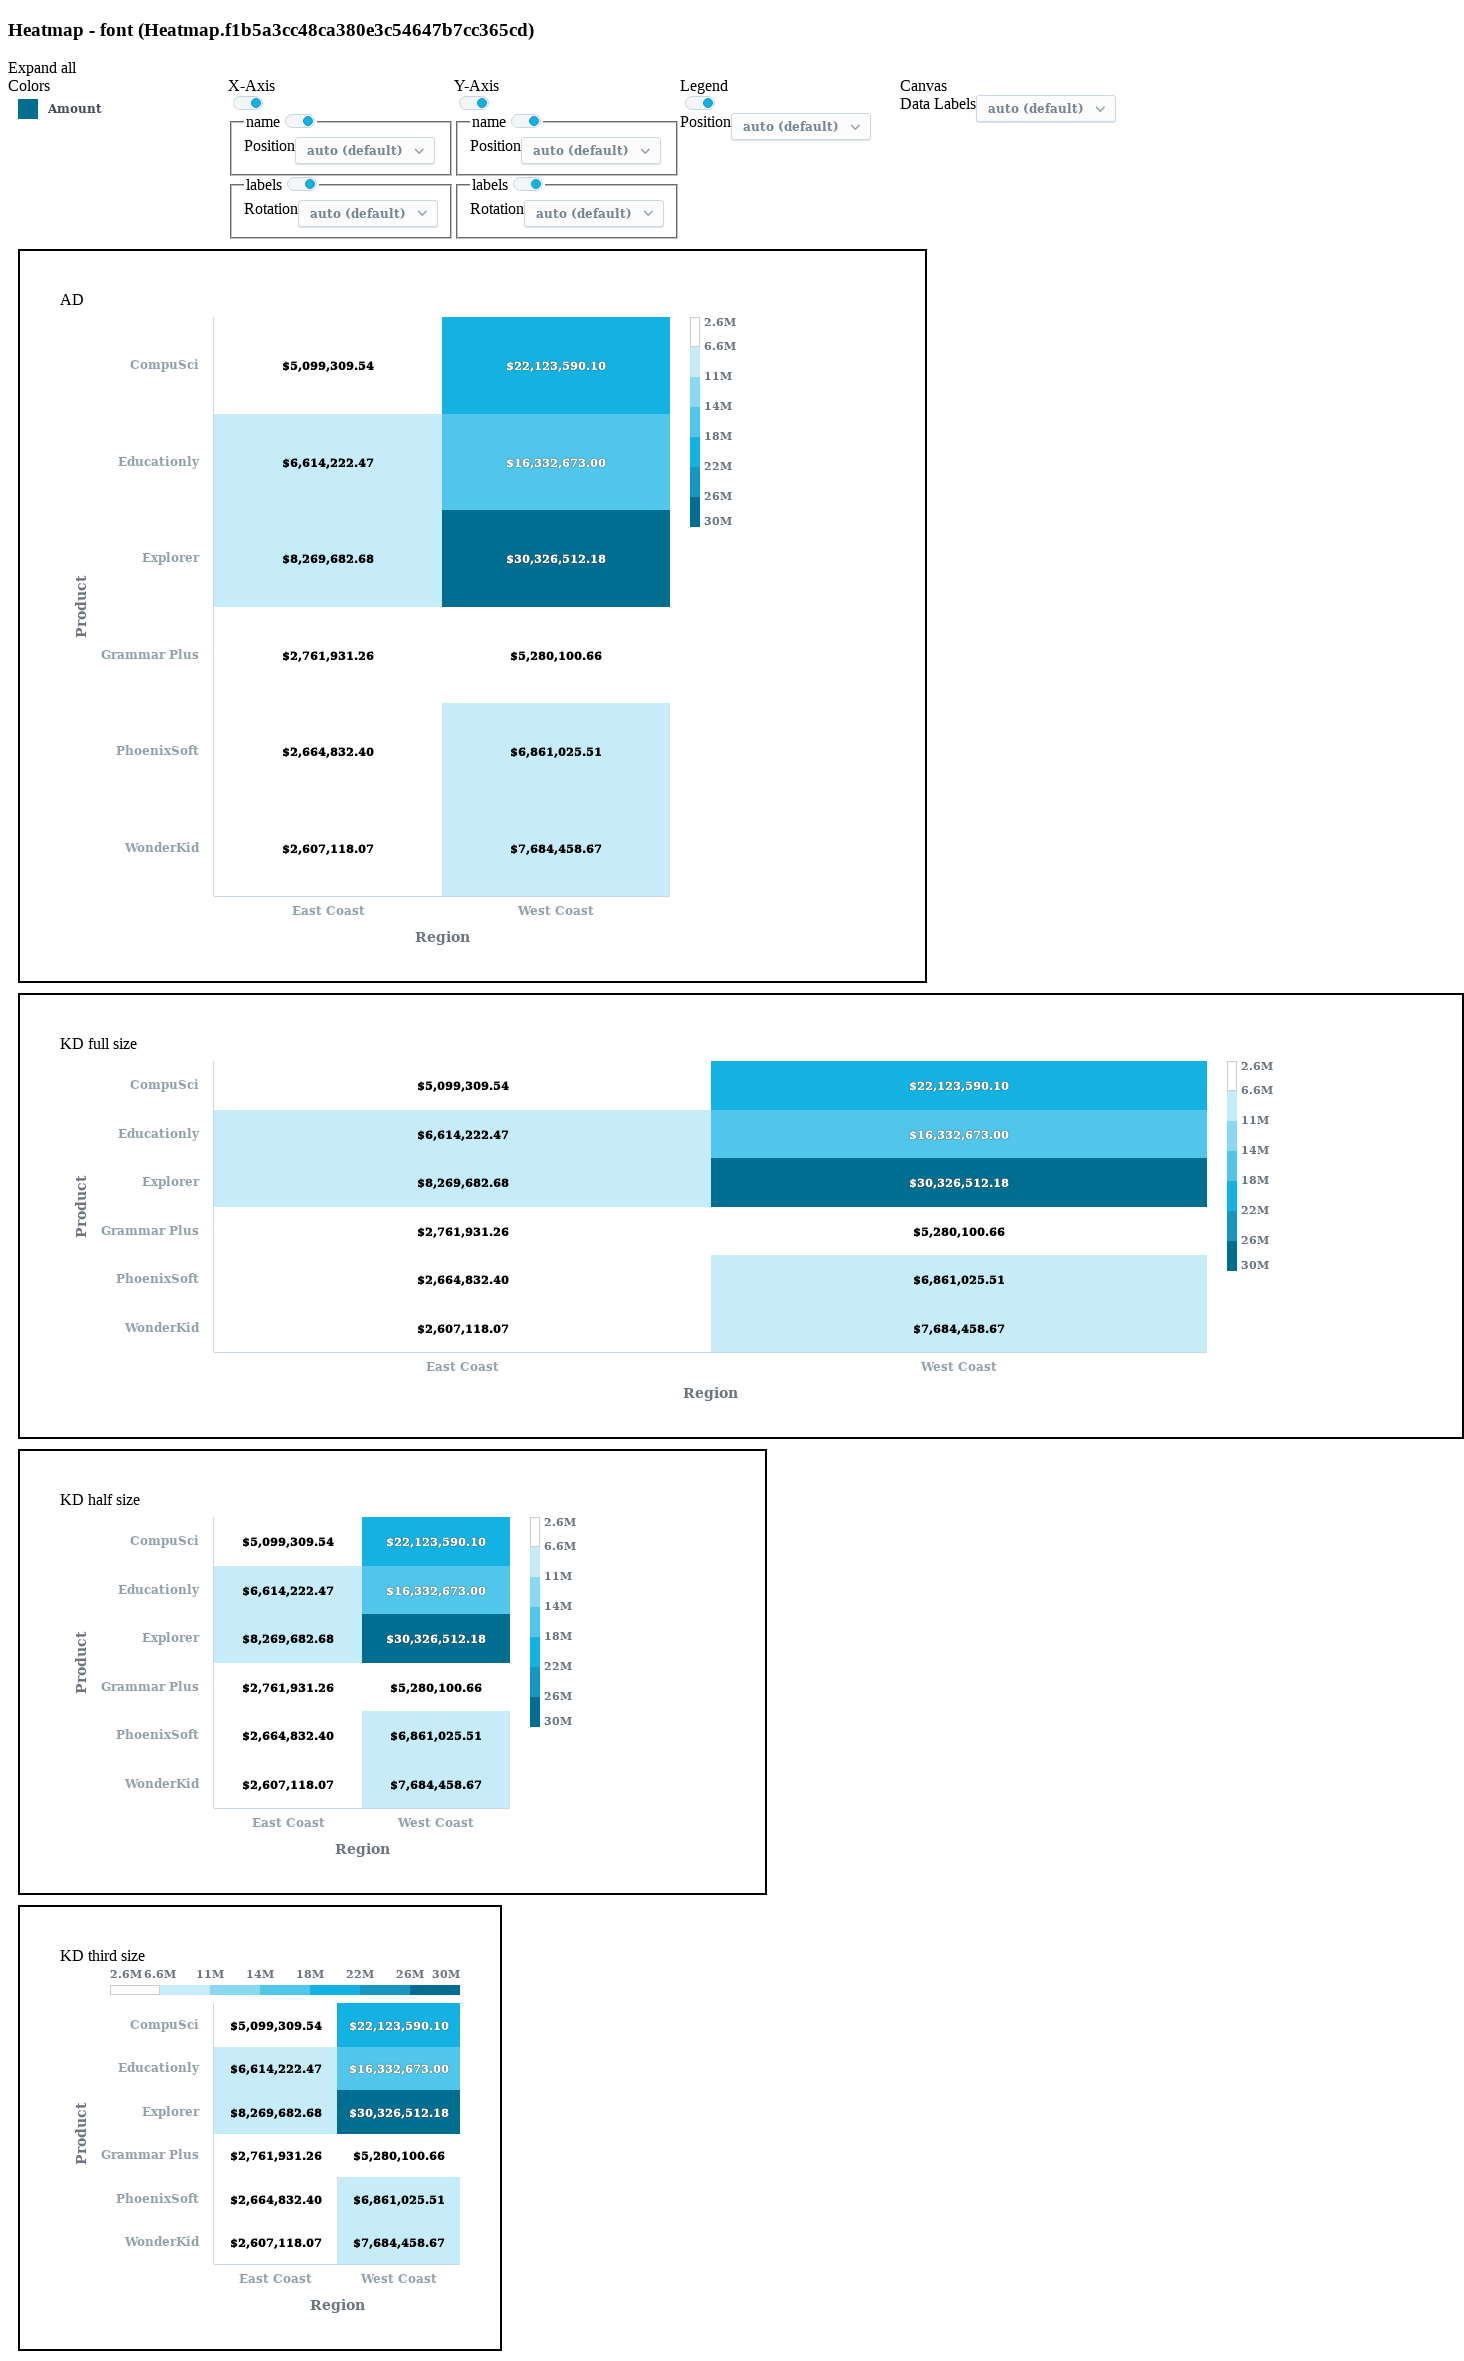 Heatmap - font (Heatmap.f1b5a3cc48ca380e3c54647b7cc365cd)
Expand all
Colors
Amount
X-Axis
name
Position auto (default)
labels
Rotation auto (default)
Y-Axis
name
Position auto (default)
labels
Rotation auto (default)
Legend
Position auto (default)
Canvas
Data Labels auto (default)
AD
CompuSci $5,099,309.54 $22,123,590.10
Educationly $6,614,222.47 $16,332,673.00
Explorer $8,269,682.68 $30,326,512.18
Grammar Plus $2,761,931.26 $5,280,100.66
PhoenixSoft $2,664,832.40 $6,861,025.51
WonderKid $2,607,118.07 $7,684,458.67
Product
East Coast West Coast
Region
2.6M
6.6M
11M
14M
18M
22M
26M
30M
KD full size
CompuSci $5,099,309.54 $22,123,590.10
Educationly $6,614,222.47 $16,332,673.00
Explorer $8,269,682.68 $30,326,512.18
Grammar Plus $2,761,931.26 $5,280,100.66
PhoenixSoft $2,664,832.40 $6,861,025.51
WonderKid $2,607,118.07 $7,684,458.67
Product
East Coast West Coast
Region
2.6M
6.6M
11M
14M
18M
22M
26M
30M
KD half size
CompuSci $5,099,309.54 $22,123,590.10
Educationly $6,614,222.47 $16,332,673.00
Explorer $8,269,682.68 $30,326,512.18
Grammar Plus $2,761,931.26 $5,280,100.66
PhoenixSoft $2,664,832.40 $6,861,025.51
WonderKid $2,607,118.07 $7,684,458.67
Product
East Coast West Coast
Region
2.6M
6.6M
11M
14M
18M
22M
26M
30M
KD third size
2.6M 6.6M 11M 14M 18M 22M 26M 30M
CompuSci $5,099,309.54 $22,123,590.10
Educationly $6,614,222.47 $16,332,673.00
Explorer $8,269,682.68 $30,326,512.18
Grammar Plus $2,761,931.26 $5,280,100.66
PhoenixSoft $2,664,832.40 $6,861,025.51
WonderKid $2,607,118.07 $7,684,458.67
Product
East Coast West Coast
Region